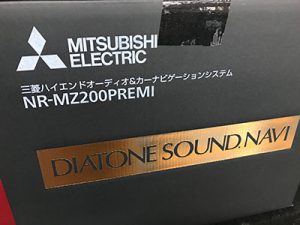 MITSUBISHI
ELECTRIC
三菱ハイエンドオーディオ&カーナビゲーションシステム
NR-MZ200PREMI
DIATONE SOUND.NAVI